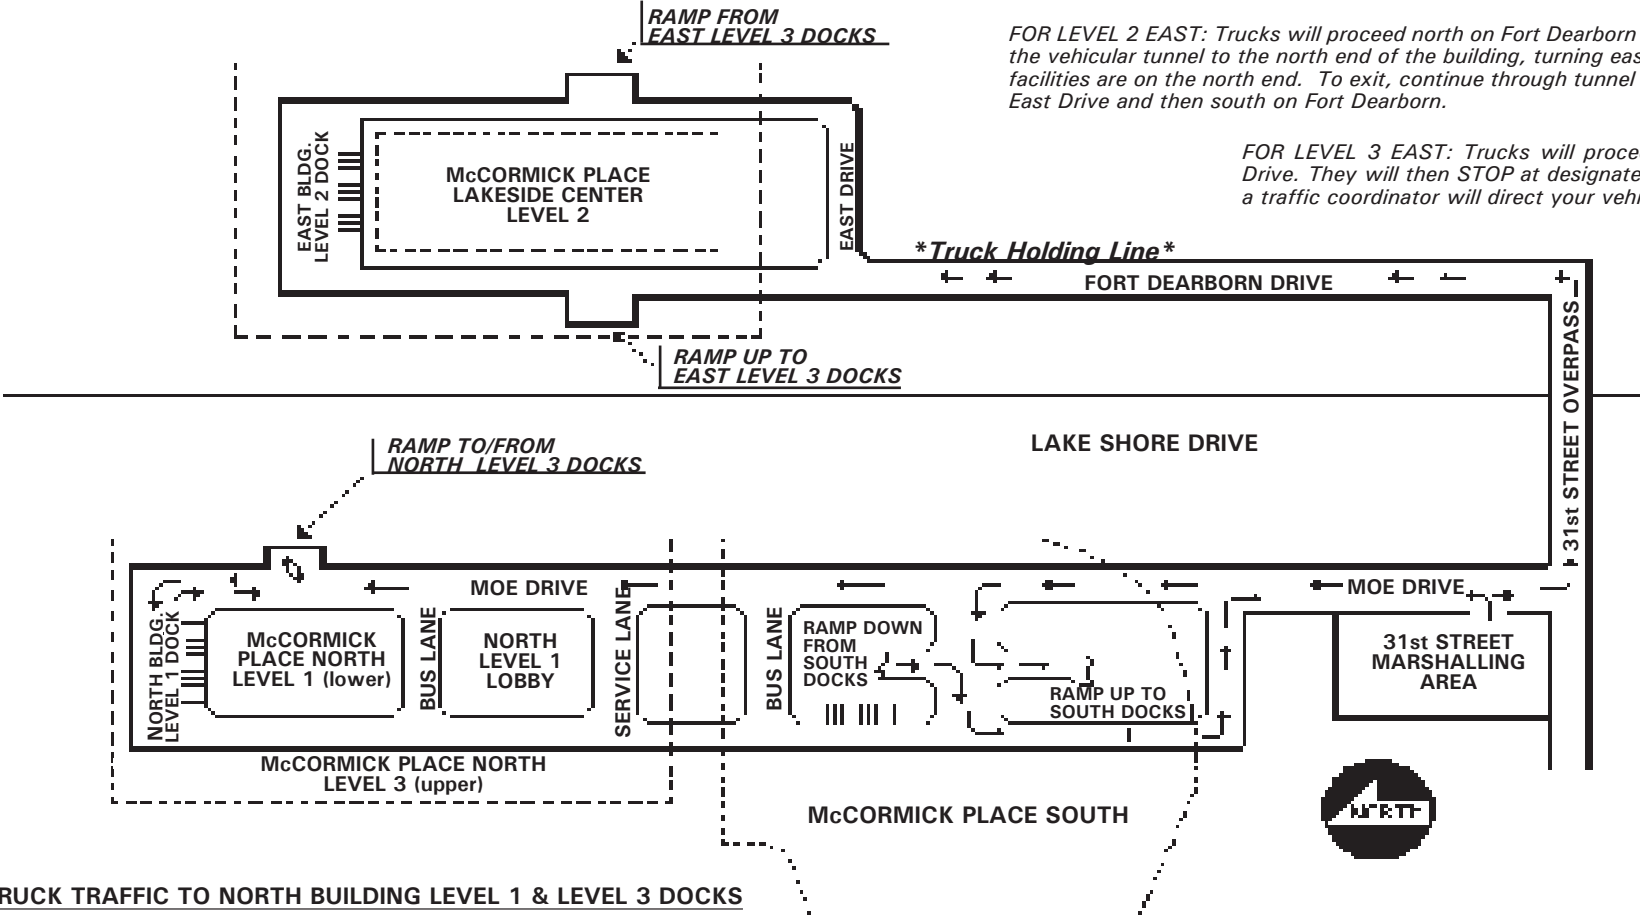 RAMP FROM
EAST LEVEL 3 DOCKS
FOR LEVEL 2 EAST: Trucks will proceed north on Fort Dearborn
the vehicular tunnel to the north end of the building, turning eas
facilities are on the north end. To exit, continue through tunnel
East Drive and then south on Fort Dearborn.
FOR LEVEL 3 EAST: Trucks will procee
Drive. They will then STOP at designate
a traffic coordinator will direct your vehi
EAST BLDG.
LEVEL 2 DOCK
McCORMICK PLACE
LAKESIDE CENTER
LEVEL 2
EAST DRIVE
*Truck Holding Line*
FORT DEARBORN DRIVE
31st STREET OVERPASS
RAMP UP TO
EAST LEVEL 3 DOCKS
LAKE SHORE DRIVE
RAMP TO/FROM
NORTH LEVEL 3 DOCKS
MOE DRIVE
MOE DRIVE
NORTH BLDG.
LEVEL 1 DOCK
McCORMICK
PLACE NORTH
LEVEL 1 (lower)
BUS LANE
NORTH
LEVEL 1
LOBBY
SERVICE LANE
BUS LANE
RAMP DOWN
FROM
SOUTH
DOCKS
RAMP UP TO
SOUTH DOCKS
31st STREET
MARSHALLING
AREA
McCORMICK PLACE NORTH
LEVEL 3 (upper)
McCORMICK PLACE SOUTH
NORTH
RUCK TRAFFIC TO NORTH BUILDING LEVEL 1 & LEVEL 3 DOCKS